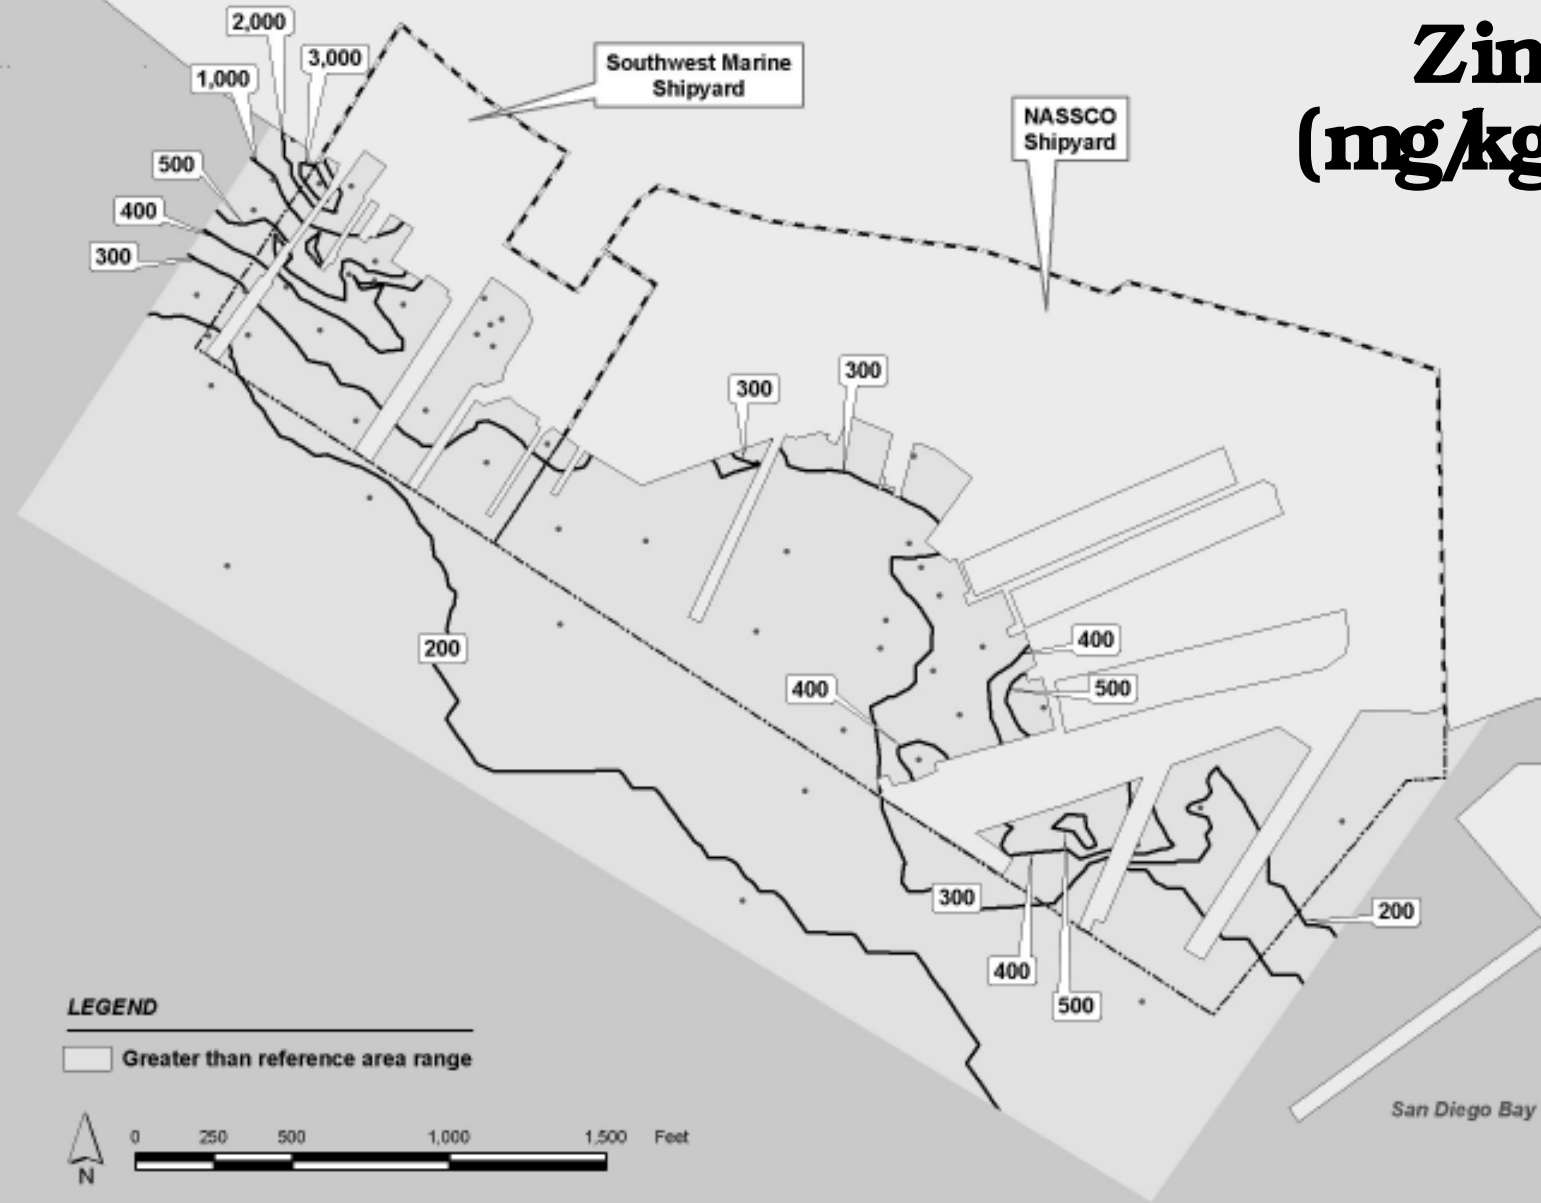 Zin
(mg/kg
2,000
3,000
1,000
Southwest Marine
Shipyard
NASSCO
Shipyard
500
400
300
300
300
200
400
400
500
300
200
400
500
LEGEND
Greater than reference area range
0 250 500 1,000 1,500 Feet
N
San Diego Bay